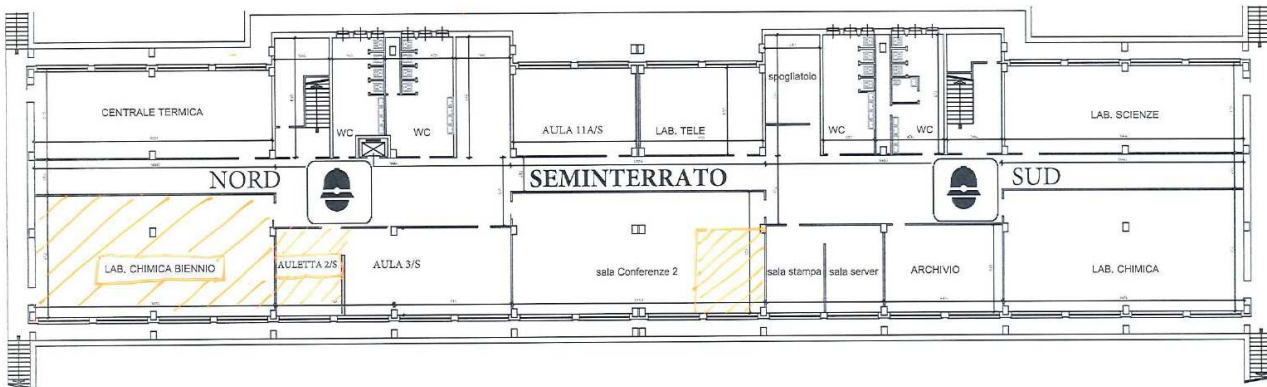 spogliatoio
CENTRALE TERMICA
WC
WC
AULA 11A/S
LAB. TELE
WC
WC
LAB. SCIENZE
NORD
SEMINTERRATO
SUD
LAB. CHIMICA BIENNIO
AULETTA 2/S
AULA 3/S
sala Conferenze 2
sala stampa
sala server
ARCHIVIO
LAB. CHIMICA